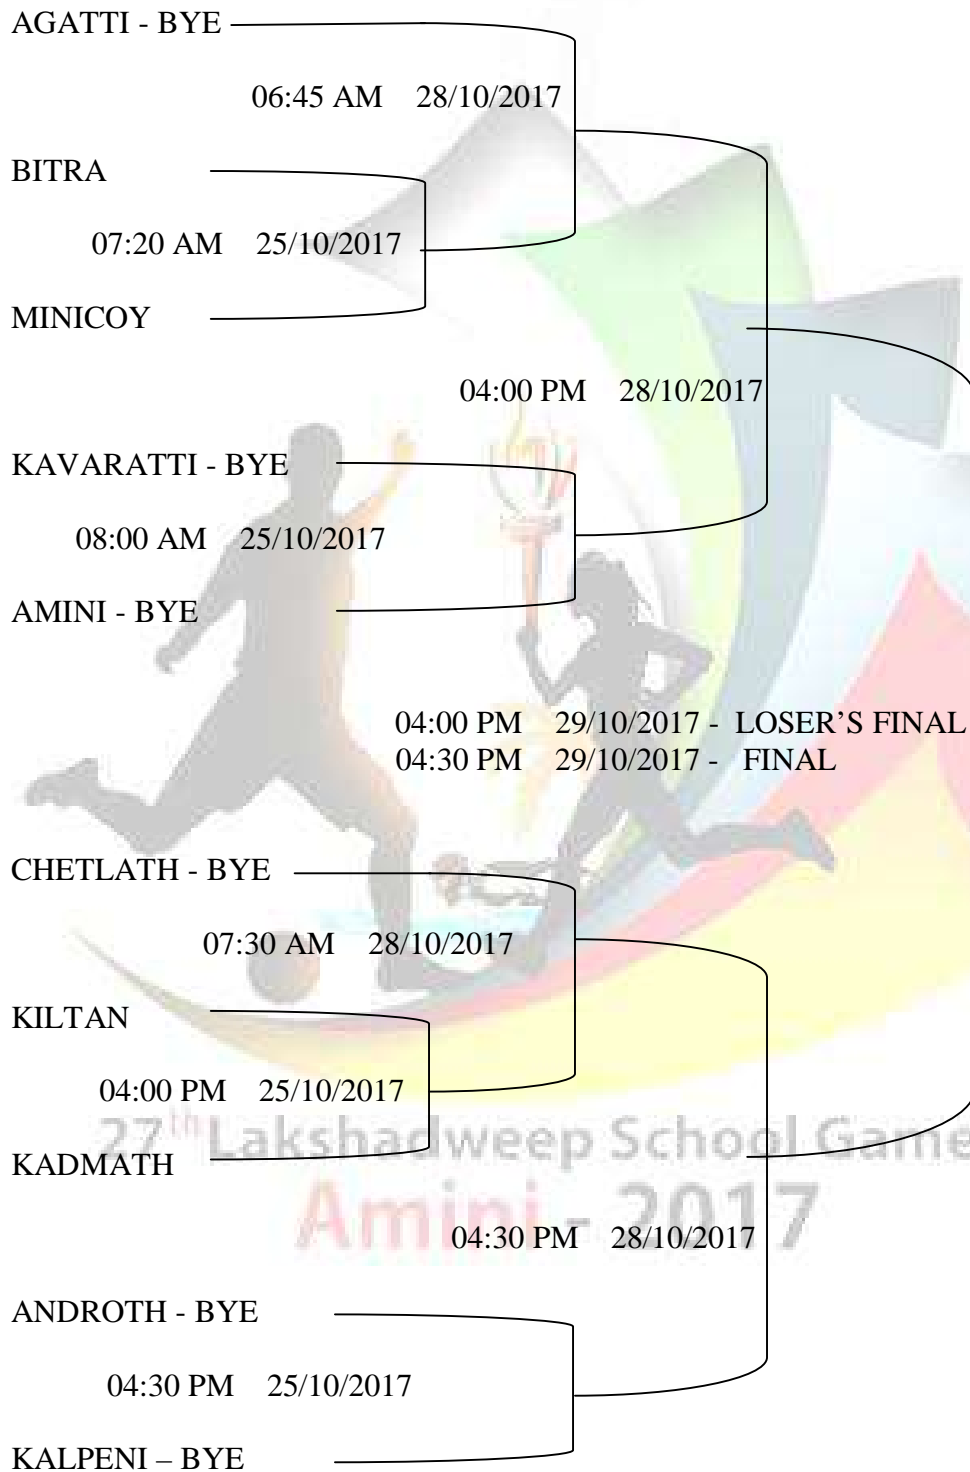 AGATTI - BYE
06:45 AM 28/10/2017
BITRA
07:20 AM 25/10/2017
MINICOY
04:00 PM 28/10/2017
KAVARATTI - BYE
08:00 AM 25/10/2017
AMINI - BYE
04:00 PM 29/10/2017 - LOSER’S FINAL
04:30 PM 29/10/2017 - FINAL
CHETLATH - BYE
07:30 AM 28/10/2017
KILTAN
04:00 PM 25/10/2017
27th Lakshadweep School Game
KADMATH
Amini - 2017
04:30 PM 28/10/2017
ANDROTH - BYE
04:30 PM 25/10/2017
KALPENI – BYE